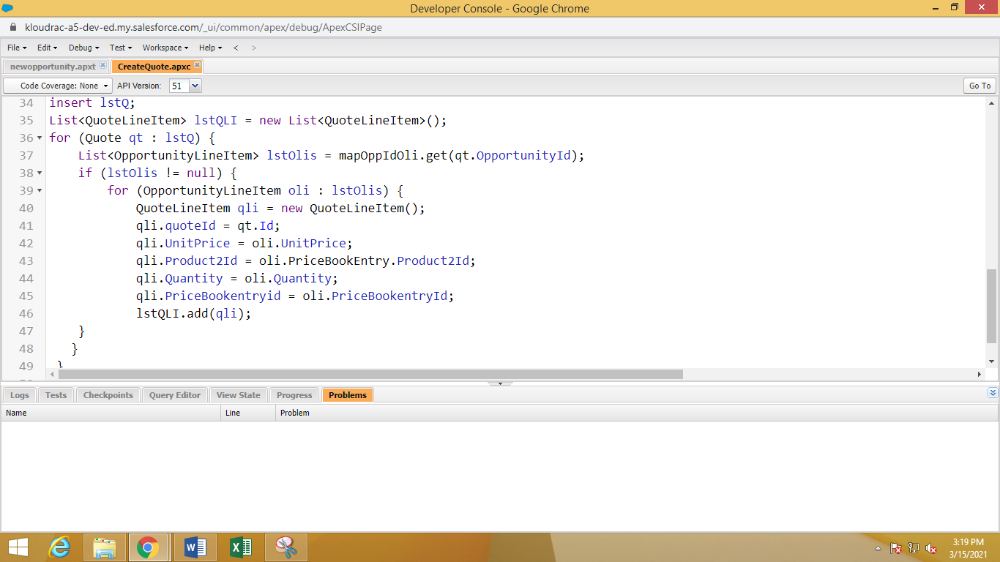 Developer Console - Google Chrome
kloudrac-a5-dev-ed.my.salesforce.com/_ui/common/apex/debug/ApexCSIPage
File Edit Debug Test Workspace Help < >
newopportunity.apxt CreateQuote.apxc
Code Coverage: None API Version: 51 Go To
34 insert lstQ;
35 List<QuoteLineItem> lstQLI = new List<QuoteLineItem>();
36 for (Quote qt : lstQ) {
37 List<OpportunityLineItem> lstOlis = mapOppIdOli.get(qt.OpportunityId);
38 if (lstOlis != null) {
39 for (OpportunityLineItem oli : lstOlis) {
40 QuoteLineItem qli = new QuoteLineItem();
41 qli.quoteId = qt.Id;
42 qli.UnitPrice = oli.UnitPrice;
43 qli.Product2Id = oli.PriceBookEntry.Product2Id;
44 qli.Quantity = oli.Quantity;
45 qli.PriceBookentryid = oli.PriceBookentryId;
46 lstQLI.add(qli);
47 }
48 }
49 }
Logs Tests Checkpoints Query Editor View State Progress Problems
Name Line Problem
3:19 PM
3/15/2021